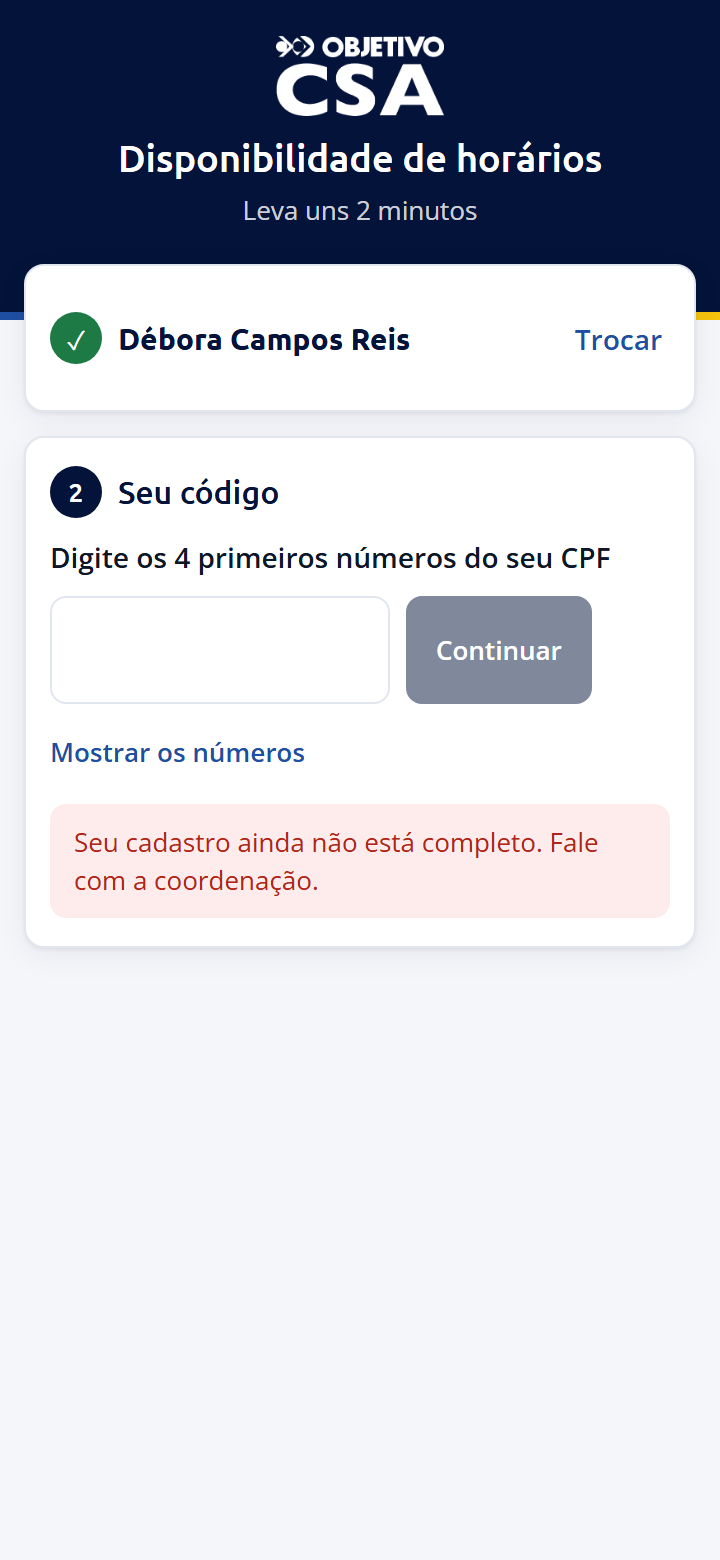 OBJETIVO
CSA
Disponibilidade de horários
Leva uns 2 minutos
✓ Débora Campos Reis Trocar
2 Seu código
Digite os 4 primeiros números do seu CPF
Continuar
Mostrar os números
Seu cadastro ainda não está completo. Fale
com a coordenação.